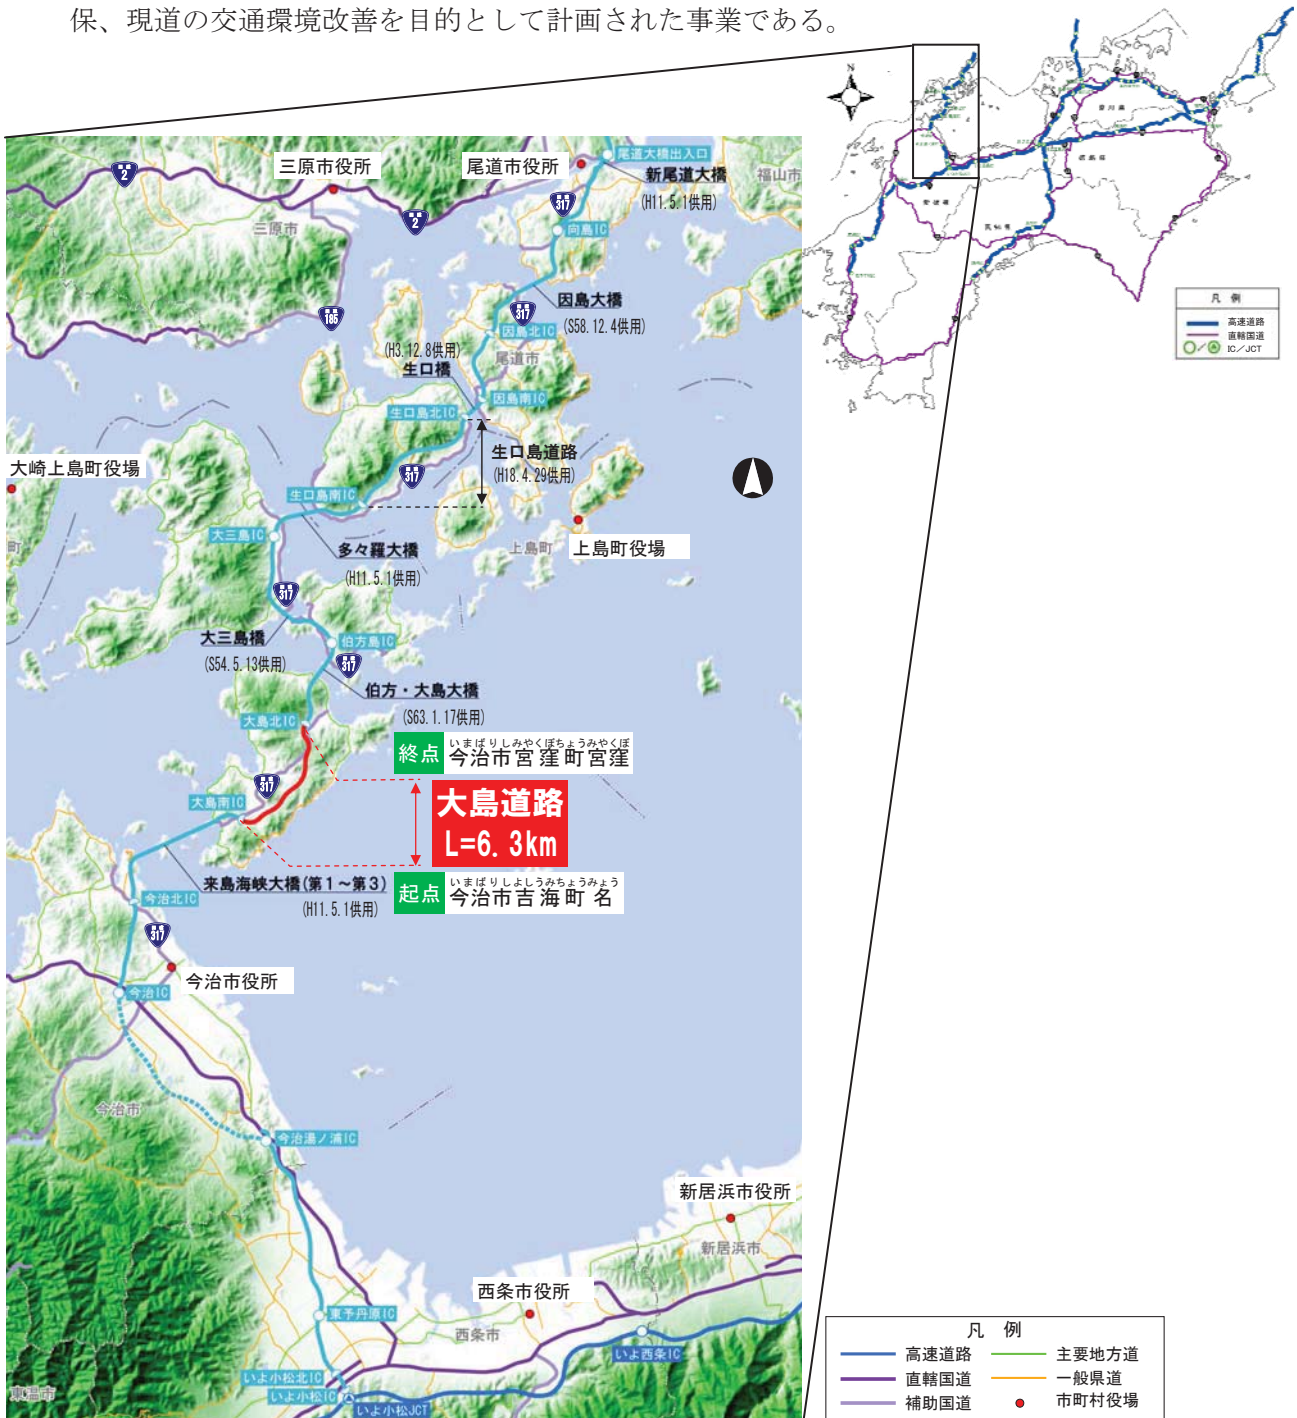 保、現道の交通環境改善を目的として計画された事業である。
N
凡 例
高速道路
直轄国道
IC/JCT
2
三原市役所
尾道市役所
尾道大橋出入口
新尾道大橋
(H11.5.1供用)
福山市
317
2
向島IC
三原市
185
因島大橋
(S58.12.4供用)
317
因島北IC
尾道市
(H3.12.8供用)
生口橋
因島南IC
生口島北IC
生口島道路
(H18.4.29供用)
317
大崎上島町役場
町
生口島南IC
大三島IC
多々羅大橋
(H11.5.1供用)
上島町
上島町役場
317
大三島橋
(S54.5.13供用)
伯方島IC
317
伯方・大島大橋
(S63.1.17供用)
大島北IC
いまばりしみやくぼちょうみやくぼ
終点 今治市宮窪町宮窪
317
大島道路
L=6.3km
大島南IC
いまばりしよしうみちょうみょう
起点 今治市吉海町名
来島海峡大橋(第1～第3)
(H11.5.1供用)
今治北IC
317
今治市役所
今治IC
今治市
今治湯ノ浦IC
新居浜市役所
新居浜市
西条市役所
東予丹原IC
西条市
いよ西条IC
いよ小松北IC
いよ小松IC
いよ小松JCT
東温市
凡 例
高速道路 主要地方道
直轄国道 一般県道
補助国道 市町村役場